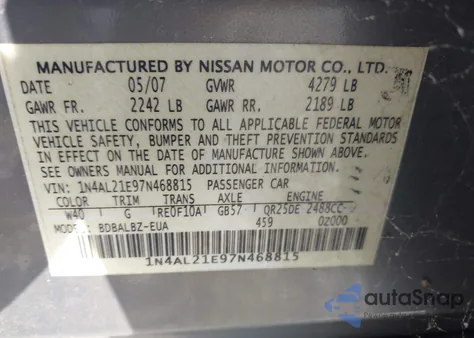 MANUFACTURED BY NISSAN MOTOR CO., LTD.
DATE 05/07 GVWR 4279 LB
GAWR FR. 2242 LB GAWR RR. 2189 LB
THIS VEHICLE CONFORMS TO ALL APPLICABLE FEDERAL MOTOR
VEHICLE SAFETY, BUMPER AND THEFT PREVENTION STANDARDS
IN EFFECT ON THE DATE OF MANUFACTURE SHOWN ABOVE.
SEE OWNERS MANUAL FOR ADDITIONAL INFORMATION.
VIN: 1N4AL21E97N468815 PASSENGER CAR
COLOR TRIM TRANS AXLE ENGINE
W40 G RE0F10A GB57 QR25DE 2488CC
MODEL: BDBALBZ-EUA 459 02000
1N4AL21E97N468815
autoSnap